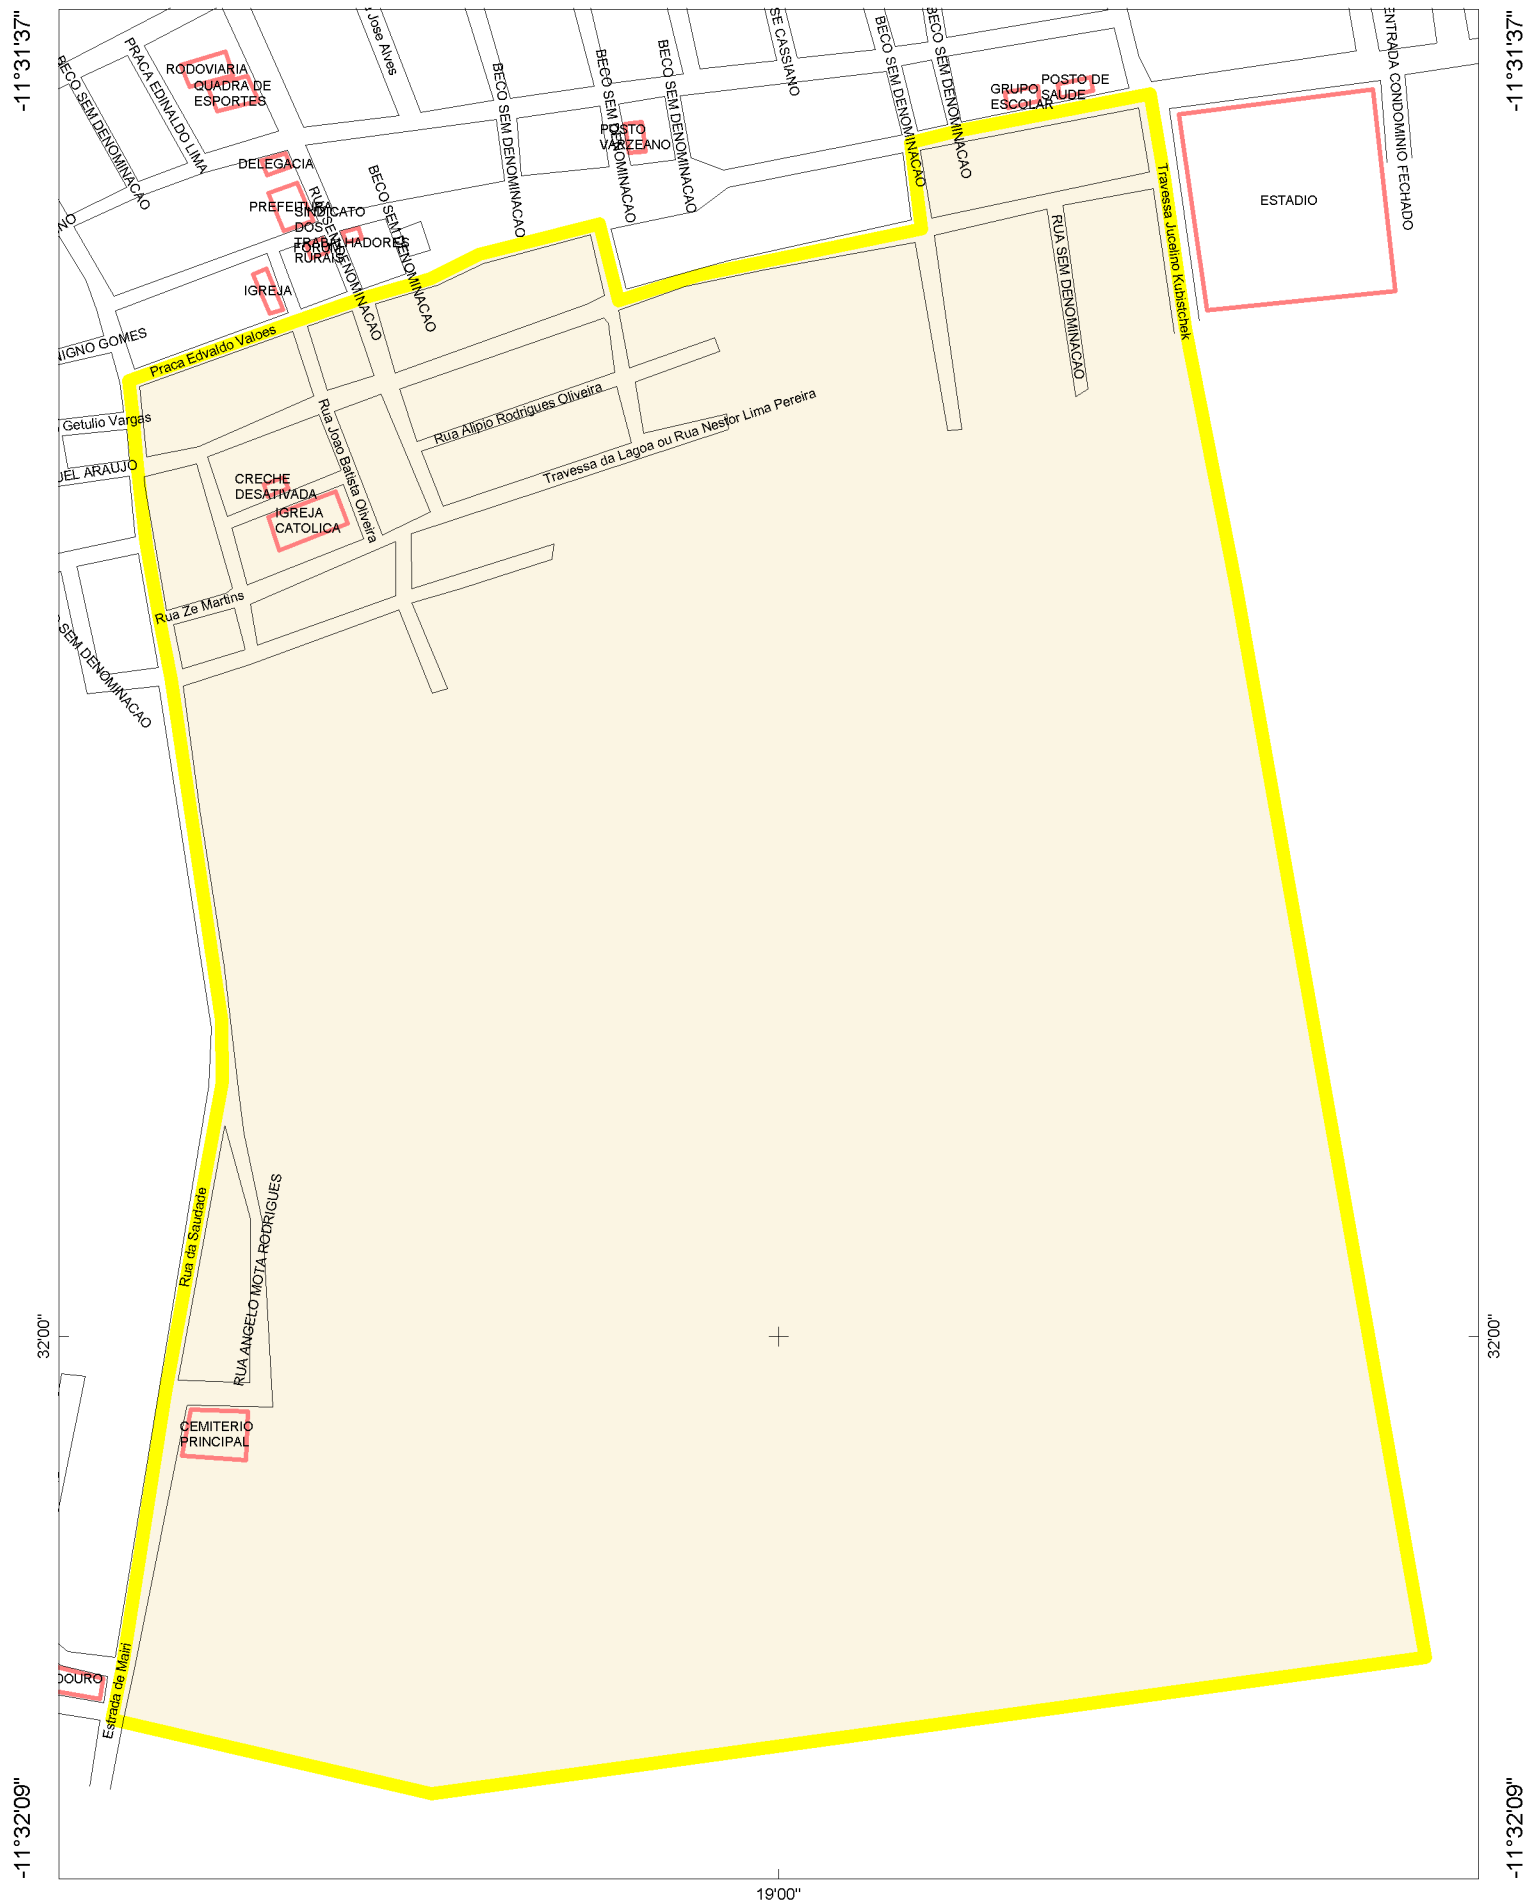 -11°31'37"
-11°31'37"
BECO SEM DENOMINACAO
PRACA EDINALDO LIMA
RODOVIARIA
QUADRA DE
ESPORTES
Jose Alves
BECO SEM DENOMINACAO
BECO SEM DENOMINACAO
BECO SEM DENOMINACAO
SE CASSIANO
BECO SEM DENOMINACAO
BECO SEM DENOMINACAO
GRUPO
ESCOLAR
POSTO DE
SAUDE
ENTRADA CONDOMINIO FECHADO
POSTO
VARZEANO
DELEGACIA
PREFEITURA
SINDICATO
DOS
TRABALHADORES
RURAIS
FORUM
RUA SEM DENOMINACAO
BECO SEM DENOMINACAO
IGREJA
NO
ESTADIO
Travessa Jucelino Kubistchek
RUA SEM DENOMINACAO
NIGNO GOMES
Praca Edvaldo Valoes
Getulio Vargas
UEL ARAUJO
Rua Joao Batista Oliveira
Rua Alipio Rodrigues Oliveira
Travessa da Lagoa ou Rua Nestor Lima Pereira
CRECHE
DESATIVADA
IGREJA
CATOLICA
Rua Ze Martins
SEM DENOMINACAO
Rua da Saudade
RUA ANGELO MOTA RODRIGUES
32'00"
32'00"
CEMITERIO
PRINCIPAL
DOURO
Estrada de Mairi
-11°32'09"
-11°32'09"
19'00"